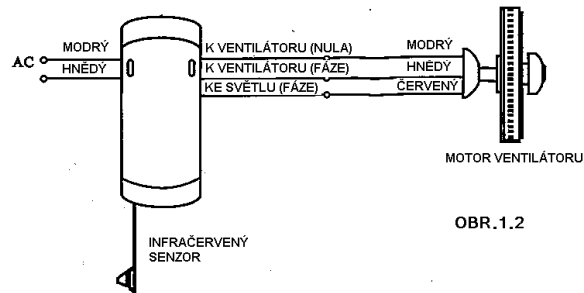 MODRÝ
AC
HNĚDÝ
K VENTILÁTORU (NULA)
K VENTILÁTORU (FÁZE)
KE SVĚTLU (FÁZE)
MODRÝ
HNĚDÝ
ČERVENÝ
MOTOR VENTILÁTORU
OBR.1.2
INFRAČERVENÝ
SENZOR